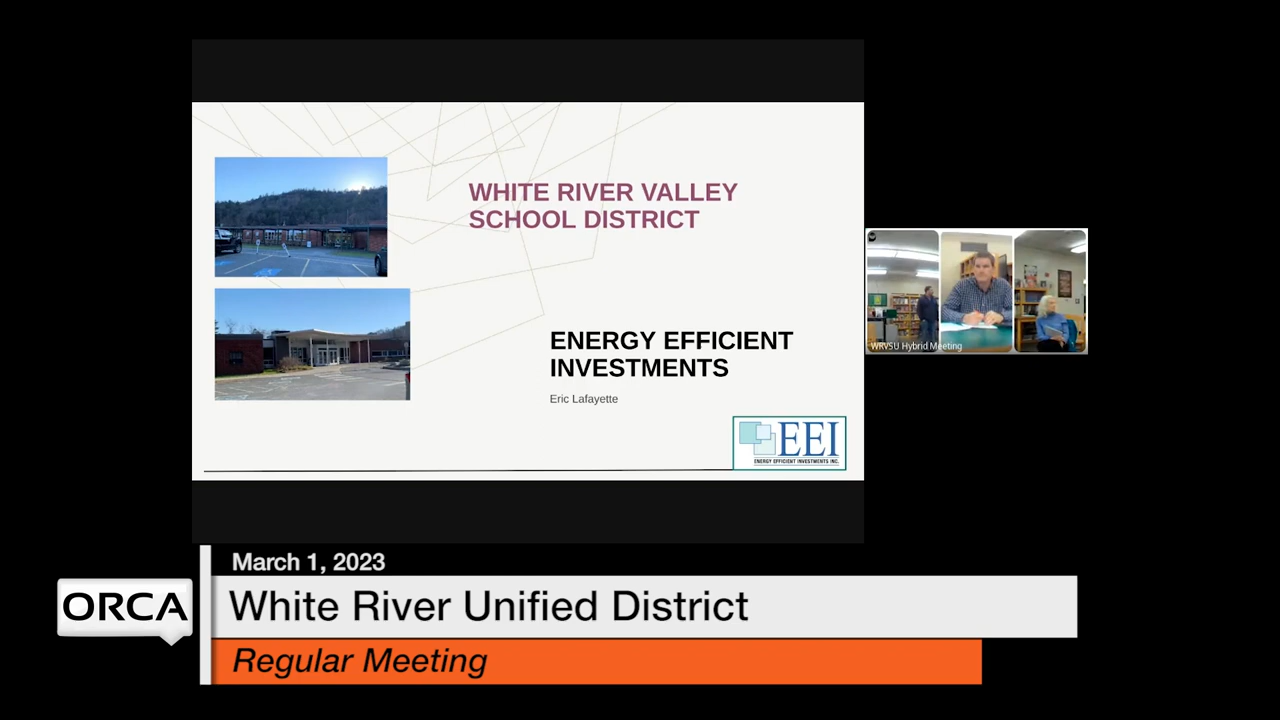 WHITE RIVER VALLEY
SCHOOL DISTRICT
ENERGY EFFICIENT
INVESTMENTS
Eric Lafayette
EEI
ENERGY EFFICIENT INVESTMENTS INC.
WRVSU Hybrid Meeting
March 1, 2023
ORCA
White River Unified District
Regular Meeting